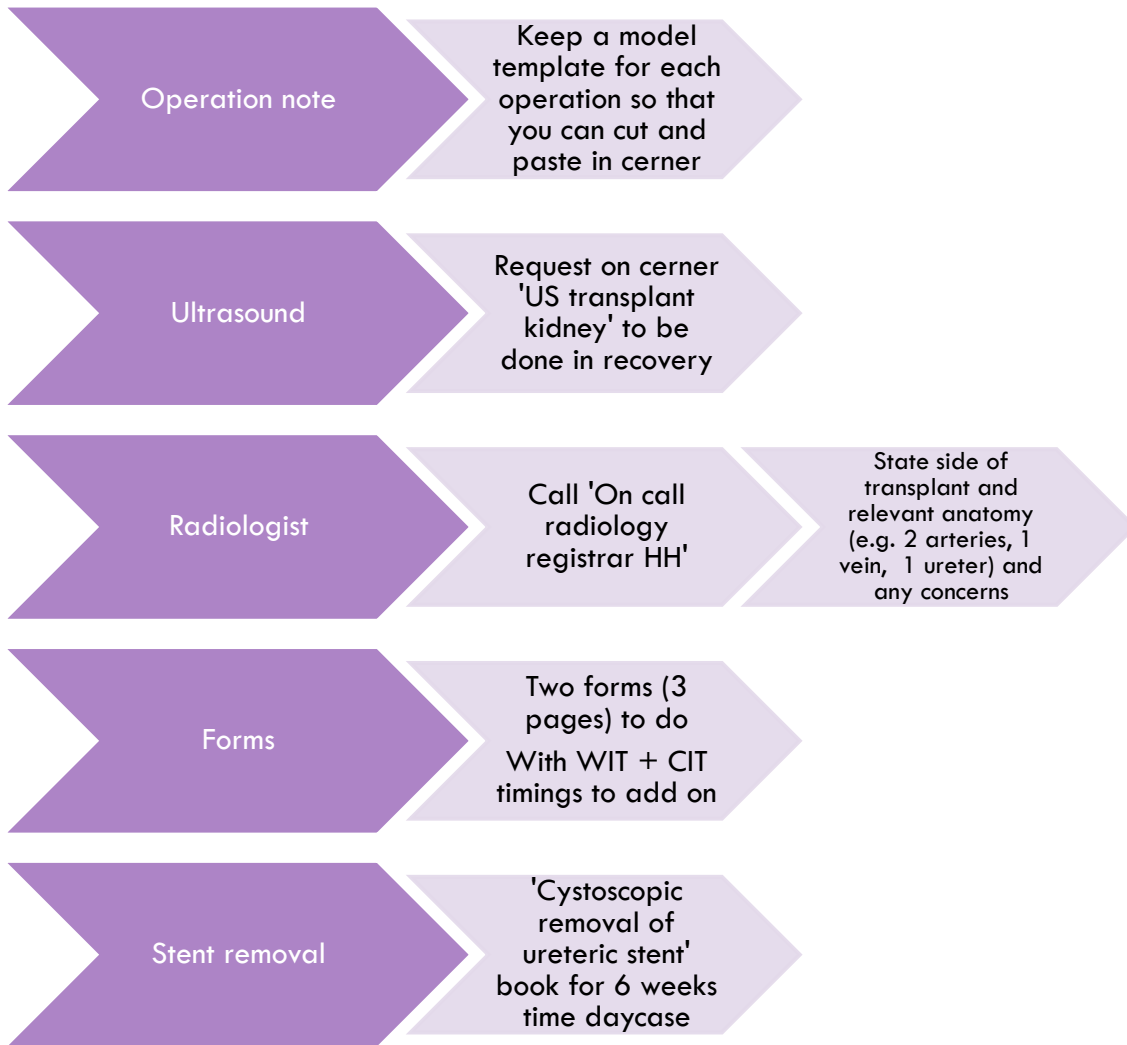 Operation note
Keep a model
template for each
operation so that
you can cut and
paste in cerner
Ultrasound
Request on cerner
'US transplant
kidney' to be
done in recovery
Radiologist
Call 'On call
radiology
registrar HH'
State side of
transplant and
relevant anatomy
(e.g. 2 arteries, 1
vein, 1 ureter) and
any concerns
Forms
Two forms (3
pages) to do
With WIT + CIT
timings to add on
Stent removal
'Cystoscopic
removal of
ureteric stent'
book for 6 weeks
time daycase